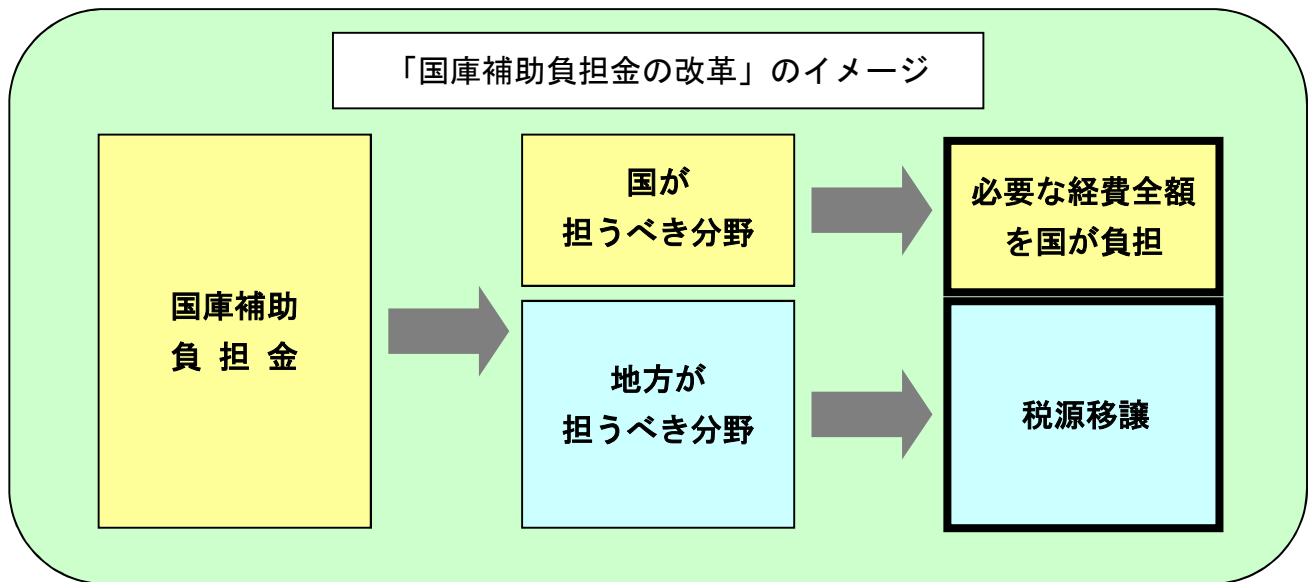 「国庫補助負担金の改革」のイメージ
国庫補助
負 担 金
国が
担うべき分野
地方が
担うべき分野
必要な経費全額
を国が負担
税源移譲